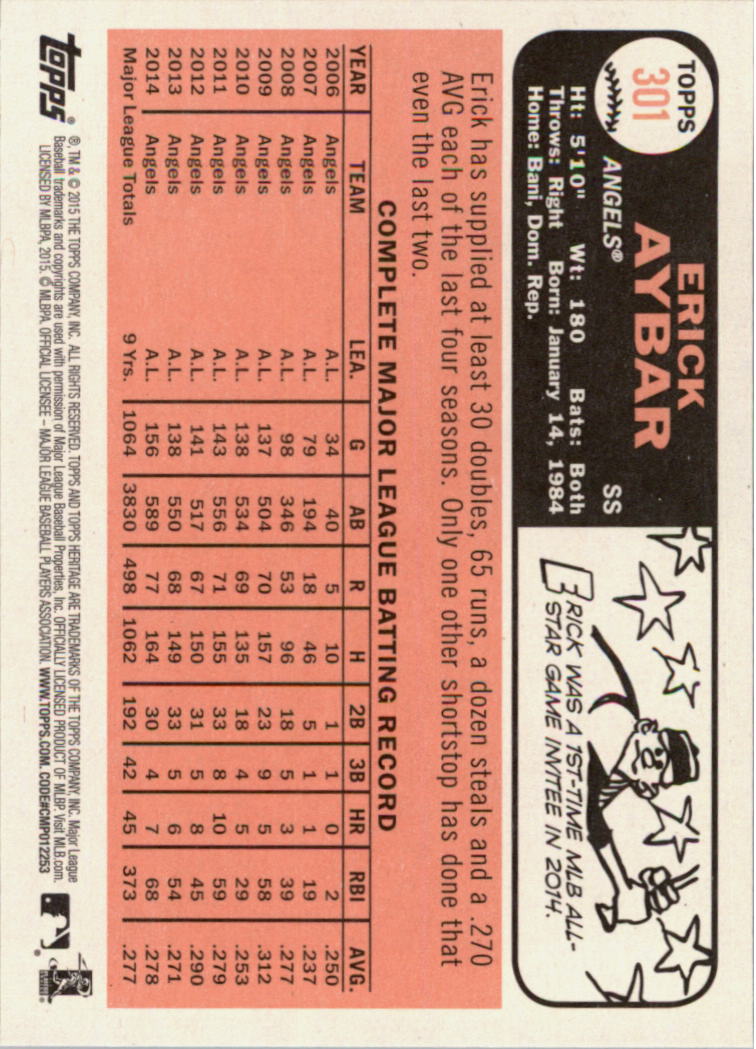 TOPPS
301
ERICK
AYBAR
ANGELS® SS
Ht: 5'10" Wt: 180 Bats: Both
Throws: Right Born: January 14, 1984
Home: Bani, Dom. Rep.
ERICK WAS A 1ST-TIME MLB ALL-
STAR GAME INVITEE IN 2014.
Erick has supplied at least 30 doubles, 65 runs, a dozen steals and a .270
AVG each of the last four seasons. Only one other shortstop has done that
even the last two.
COMPLETE MAJOR LEAGUE BATTING RECORD
YEAR TEAM LEA. G AB R H 2B 3B HR RBI AVG.
2006 Angels A.L. 34 40 5 10 1 1 0 2 .250
2007 Angels A.L. 79 194 18 46 5 1 1 19 .237
2008 Angels A.L. 98 346 53 96 18 5 3 39 .277
2009 Angels A.L. 137 504 70 157 23 9 5 58 .312
2010 Angels A.L. 138 534 69 135 18 4 5 29 .253
2011 Angels A.L. 143 556 71 155 33 8 10 59 .279
2012 Angels A.L. 141 517 67 150 31 5 8 45 .290
2013 Angels A.L. 138 550 68 149 33 5 6 54 .271
2014 Angels A.L. 156 589 77 164 30 4 7 68 .278
Major League Totals 9 Yrs. 1064 3830 498 1062 192 42 45 373 .277
topps®
®, TM & © 2015 THE TOPPS COMPANY, INC. ALL RIGHTS RESERVED. TOPPS AND TOPPS HERITAGE ARE TRADEMARKS OF THE TOPPS COMPANY, INC. Major League
Baseball trademarks and copyrights are used with permission of Major League Baseball Properties, Inc. OFFICIALLY LICENSED PRODUCT OF MLBP Visit MLB.com.
LICENSED BY MLBPA, 2015. © MLBPA. OFFICIAL LICENSEE – MAJOR LEAGUE BASEBALL PLAYERS ASSOCIATION. WWW.TOPPS.COM. CODE#CMP012253